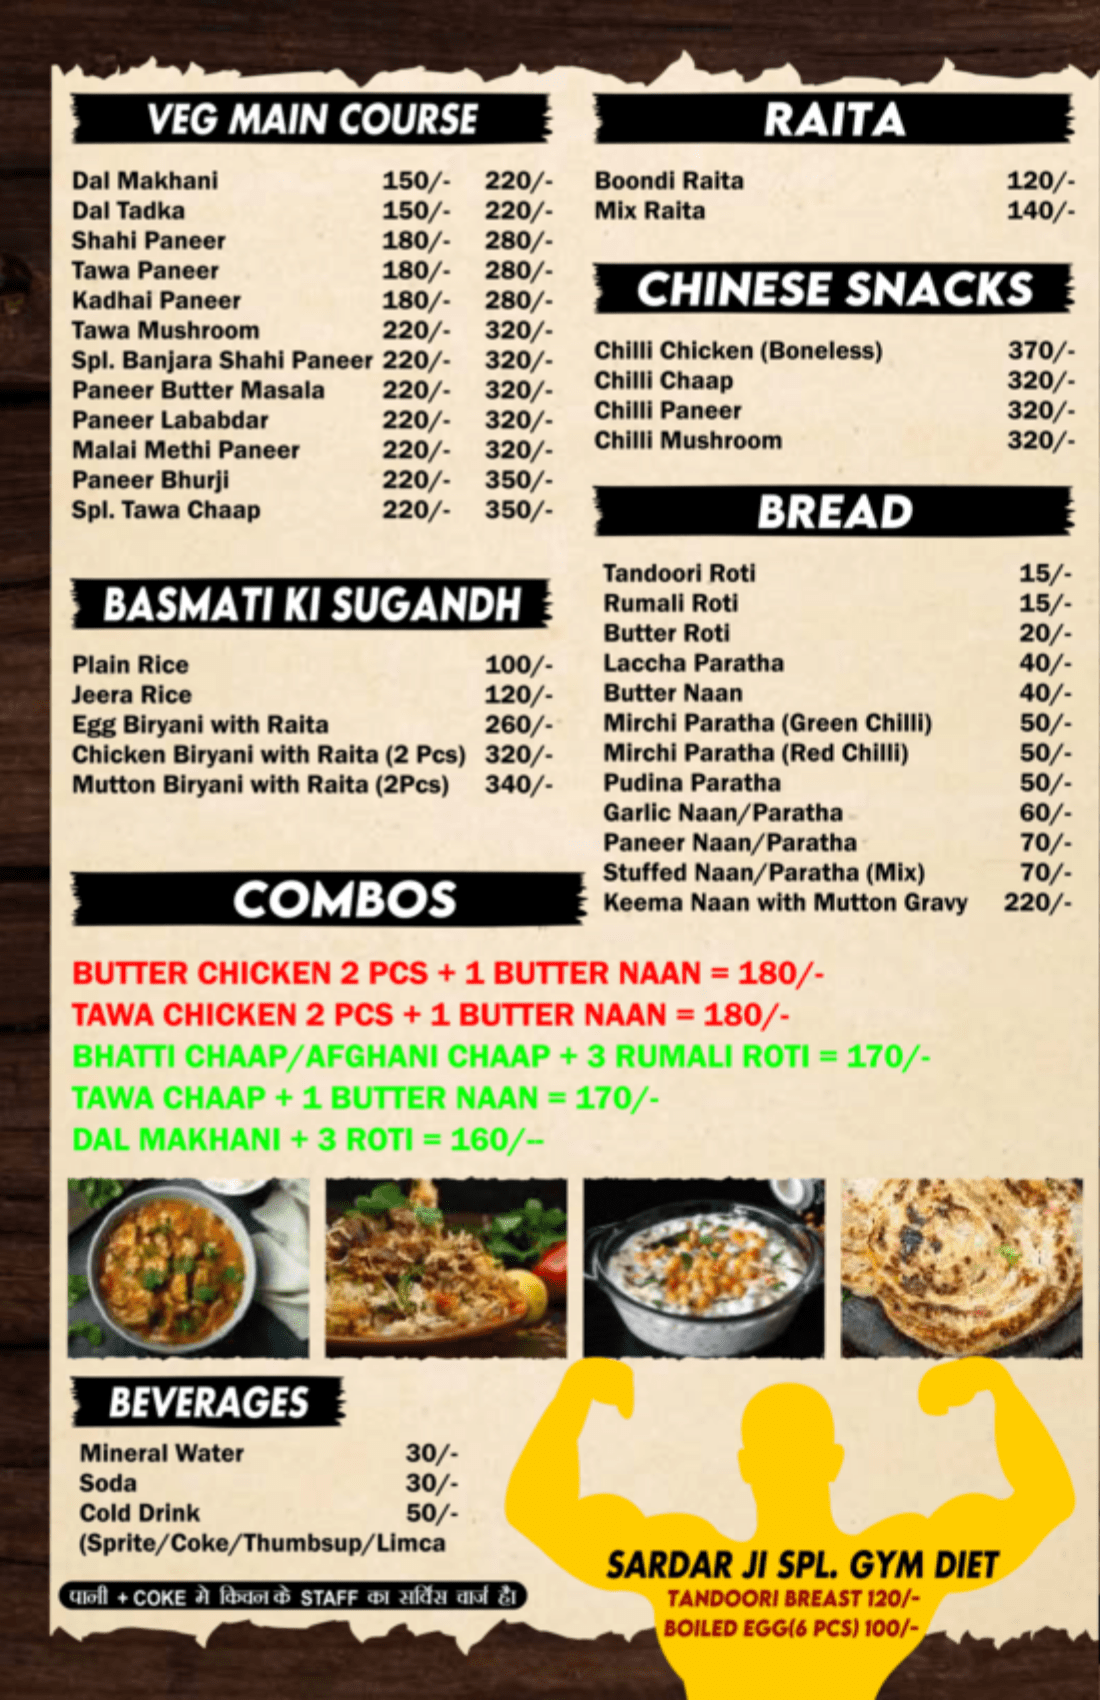 VEG MAIN COURSE
Dal Makhani 150/- 220/-
Dal Tadka 150/- 220/-
Shahi Paneer 180/- 280/-
Tawa Paneer 180/- 280/-
Kadhai Paneer 180/- 280/-
Tawa Mushroom 220/- 320/-
Spl. Banjara Shahi Paneer 220/- 320/-
Paneer Butter Masala 220/- 320/-
Paneer Lababdar 220/- 320/-
Malai Methi Paneer 220/- 320/-
Paneer Bhurji 220/- 350/-
Spl. Tawa Chaap 220/- 350/-
BASMATI KI SUGANDH
Plain Rice 100/-
Jeera Rice 120/-
Egg Biryani with Raita 260/-
Chicken Biryani with Raita (2 Pcs) 320/-
Mutton Biryani with Raita (2Pcs) 340/-
RAITA
Boondi Raita 120/-
Mix Raita 140/-
CHINESE SNACKS
Chilli Chicken (Boneless) 370/-
Chilli Chaap 320/-
Chilli Paneer 320/-
Chilli Mushroom 320/-
BREAD
Tandoori Roti 15/-
Rumali Roti 15/-
Butter Roti 20/-
Laccha Paratha 40/-
Butter Naan 40/-
Mirchi Paratha (Green Chilli) 50/-
Mirchi Paratha (Red Chilli) 50/-
Pudina Paratha 50/-
Garlic Naan/Paratha 60/-
Paneer Naan/Paratha 70/-
Stuffed Naan/Paratha (Mix) 70/-
Keema Naan with Mutton Gravy 220/-
COMBOS
BUTTER CHICKEN 2 PCS + 1 BUTTER NAAN = 180/-
TAWA CHICKEN 2 PCS + 1 BUTTER NAAN = 180/-
BHATTI CHAAP/AFGHANI CHAAP + 3 RUMALI ROTI = 170/-
TAWA CHAAP + 1 BUTTER NAAN = 170/-
DAL MAKHANI + 3 ROTI = 160/--
BEVERAGES
Mineral Water 30/-
Soda 30/-
Cold Drink 50/-
(Sprite/Coke/Thumbsup/Limca
पानी + COKE मे किचन के STAFF का सर्विस चार्ज है।
SARDAR JI SPL. GYM DIET
TANDOORI BREAST 120/-
BOILED EGG(6 PCS) 100/-